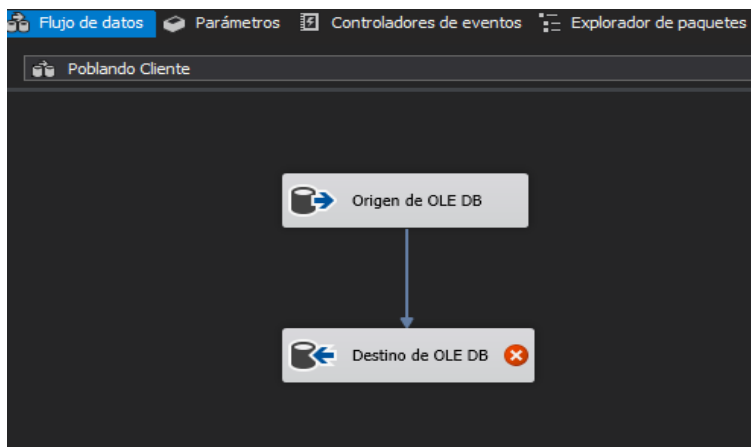 Flujo de datos Parámetros Controladores de eventos Explorador de paquetes
Poblando Cliente
Origen de OLE DB
Destino de OLE DB